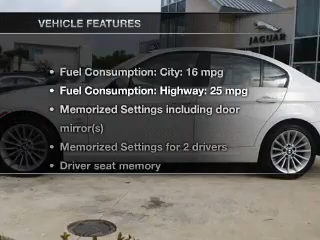 VEHICLE FEATURES
JAGUAR
• Fuel Consumption: City: 16 mpg
• Fuel Consumption: Highway: 25 mpg
• Memorized Settings including door
mirror(s)
• Memorized Settings for 2 drivers
• Driver seat memory